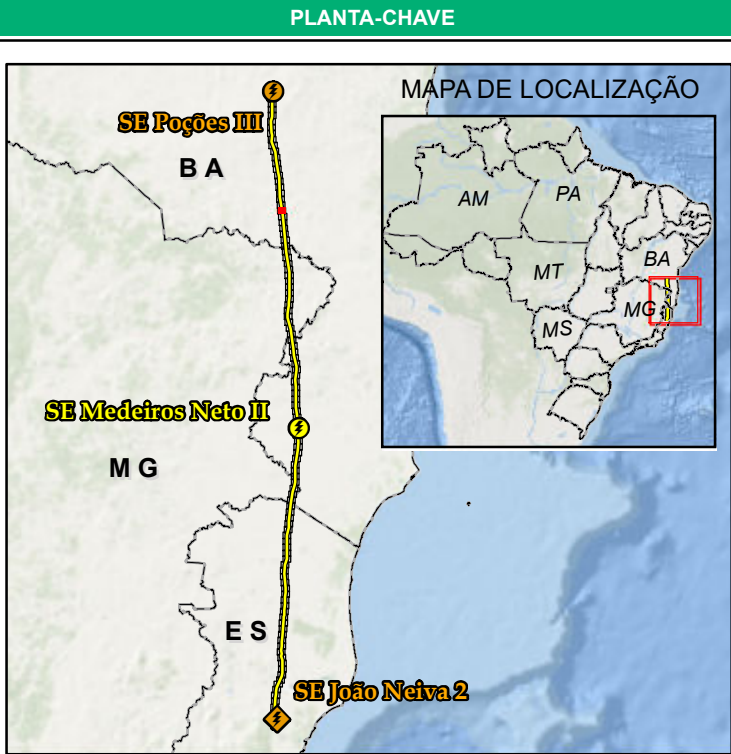 PLANTA-CHAVE
MAPA DE LOCALIZAÇÃO
SE Poções III
B A
AM
PA
MT
BA
MG
MS
SE Medeiros Neto II
M G
E S
SE João Neiva 2